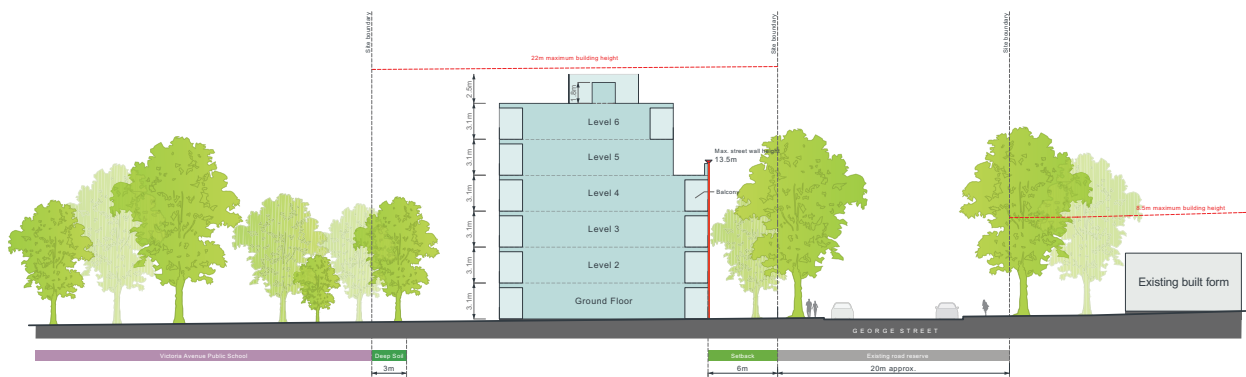 Site boundary
Site boundary
Site boundary
22m maximum building height
2.5m
1.8m
3.1m
Level 6
3.1m
Level 5
Max. street wall height
13.5m
3.1m
Level 4
Balcony
3.1m
Level 3
8.5m maximum building height
3.1m
Level 2
3.1m
Ground Floor
Existing built form
GEORGE STREET
Victoria Avenue Public School
Deep Soil
Setback
Existing road reserve
3m
6m
20m approx.